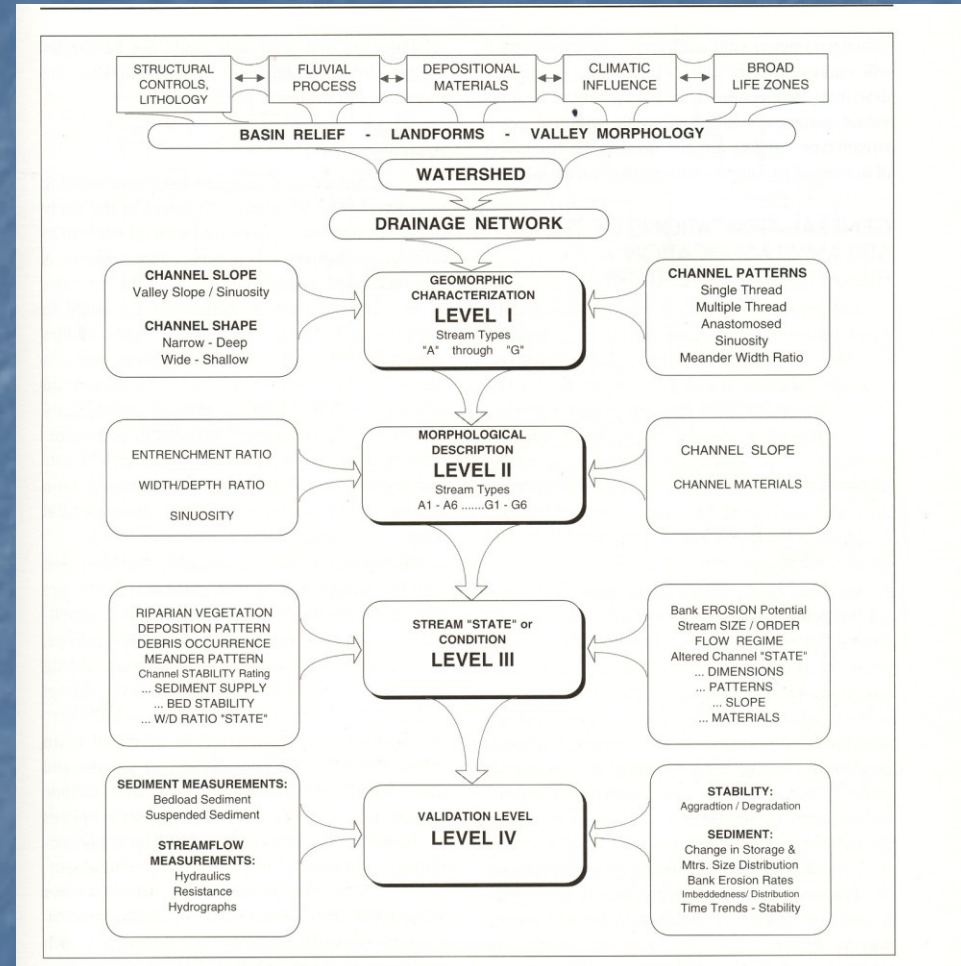 STRUCTURAL
CONTROLS,
LITHOLOGY
FLUVIAL
PROCESS
DEPOSITIONAL
MATERIALS
CLIMATIC
INFLUENCE
BROAD
LIFE ZONES
BASIN RELIEF - LANDFORMS - VALLEY MORPHOLOGY
WATERSHED
DRAINAGE NETWORK
CHANNEL SLOPE
Valley Slope / Sinuosity
CHANNEL SHAPE
Narrow - Deep
Wide - Shallow
GEOMORPHIC
CHARACTERIZATION
LEVEL I
Stream Types
"A" through "G"
CHANNEL PATTERNS
Single Thread
Multiple Thread
Anastomosed
Sinuosity
Meander Width Ratio
ENTRENCHMENT RATIO
WIDTH/DEPTH RATIO
SINUOSITY
MORPHOLOGICAL
DESCRIPTION
LEVEL II
Stream Types
A1 - A6 .......G1 - G6
CHANNEL SLOPE
CHANNEL MATERIALS
RIPARIAN VEGETATION
DEPOSITION PATTERN
DEBRIS OCCURRENCE
MEANDER PATTERN
Channel STABILITY Rating
... SEDIMENT SUPPLY
... BED STABILITY
... W/D RATIO "STATE"
STREAM "STATE" or
CONDITION
LEVEL III
Bank EROSION Potential
Stream SIZE / ORDER
FLOW REGIME
Altered Channel "STATE"
... DIMENSIONS
... PATTERNS
... SLOPE
... MATERIALS
SEDIMENT MEASUREMENTS:
Bedload Sediment
Suspended Sediment
STREAMFLOW
MEASUREMENTS:
Hydraulics
Resistance
Hydrographs
VALIDATION LEVEL
LEVEL IV
STABILITY:
Aggradtion / Degradation
SEDIMENT:
Change in Storage &
Mtrs. Size Distribution
Bank Erosion Rates
Imbeddedness/ Distribution
Time Trends - Stability